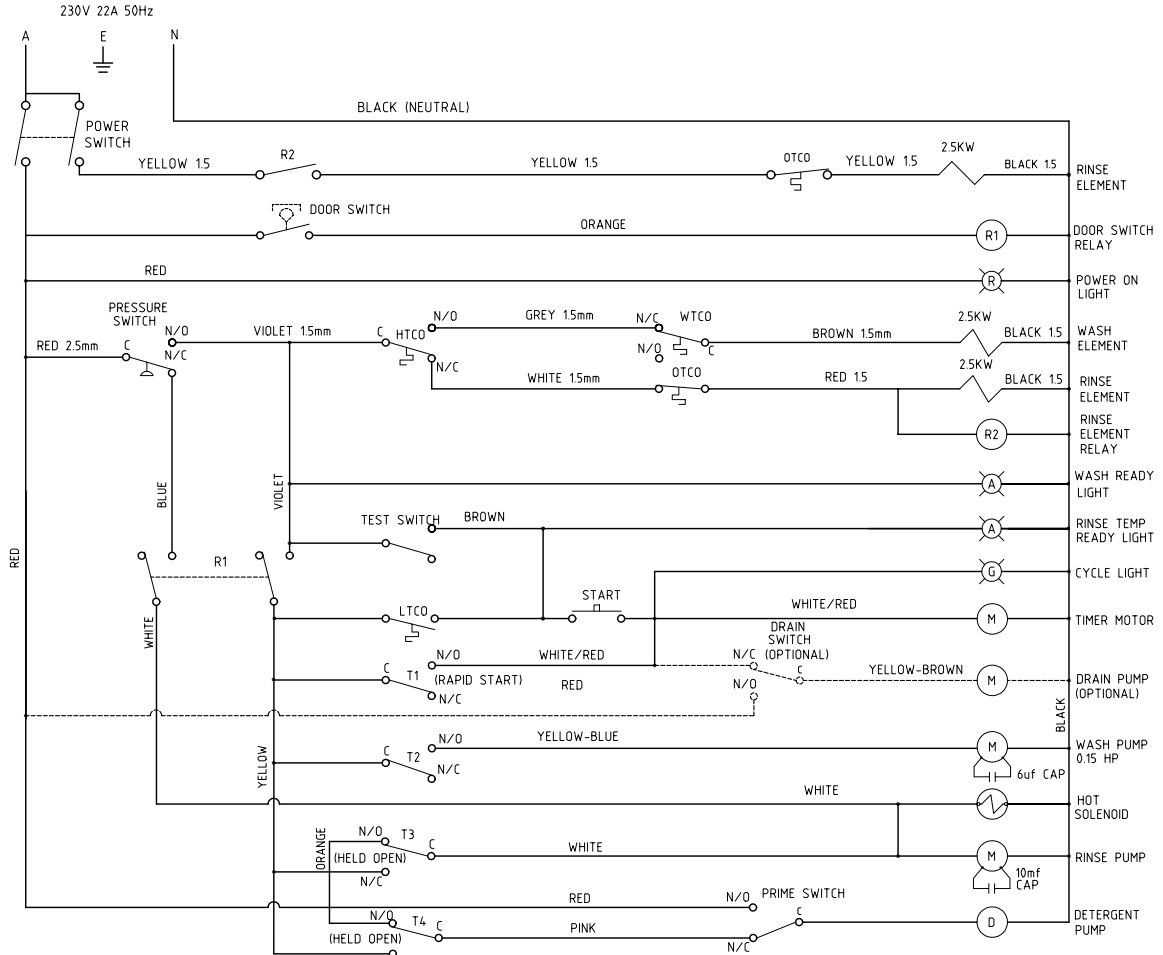 230V 22A 50Hz
A
E
N
BLACK (NEUTRAL)
POWER
SWITCH
YELLOW 1.5
R2
YELLOW 1.5
OTCO
YELLOW 1.5
2.5KW
BLACK 1.5
RINSE
ELEMENT
DOOR SWITCH
ORANGE
R1
DOOR SWITCH
RELAY
RED
R
POWER ON
LIGHT
PRESSURE
SWITCH
RED 2.5mm
C
N/O
N/C
VIOLET 1.5mm
C
HTCO
N/O
N/C
GREY 1.5mm
N/C
WTCO
N/O
C
BROWN 1.5mm
2.5KW
BLACK 1.5
WASH
ELEMENT
WHITE 1.5mm
OTCO
RED 1.5
2.5KW
BLACK 1.5
RINSE
ELEMENT
R2
RINSE
ELEMENT
RELAY
BLUE
VIOLET
A
WASH READY
LIGHT
TEST SWITCH
BROWN
A
RINSE TEMP
READY LIGHT
RED
R1
G
CYCLE LIGHT
WHITE
LTCO
START
WHITE/RED
M
TIMER MOTOR
C
T1
N/O
N/C
(RAPID START)
WHITE/RED
RED
DRAIN
SWITCH
(OPTIONAL)
N/C
N/O
C
YELLOW-BROWN
M
DRAIN PUMP
(OPTIONAL)
BLACK
YELLOW
C
T2
N/O
N/C
YELLOW-BLUE
M
6uf CAP
WASH PUMP
0.15 HP
WHITE
HOT
SOLENOID
ORANGE
N/O
T3
C
(HELD OPEN)
N/C
WHITE
M
10mf
CAP
RINSE PUMP
RED
N/O
PRIME SWITCH
C
N/C
N/O
T4
C
(HELD OPEN)
PINK
D
DETERGENT
PUMP